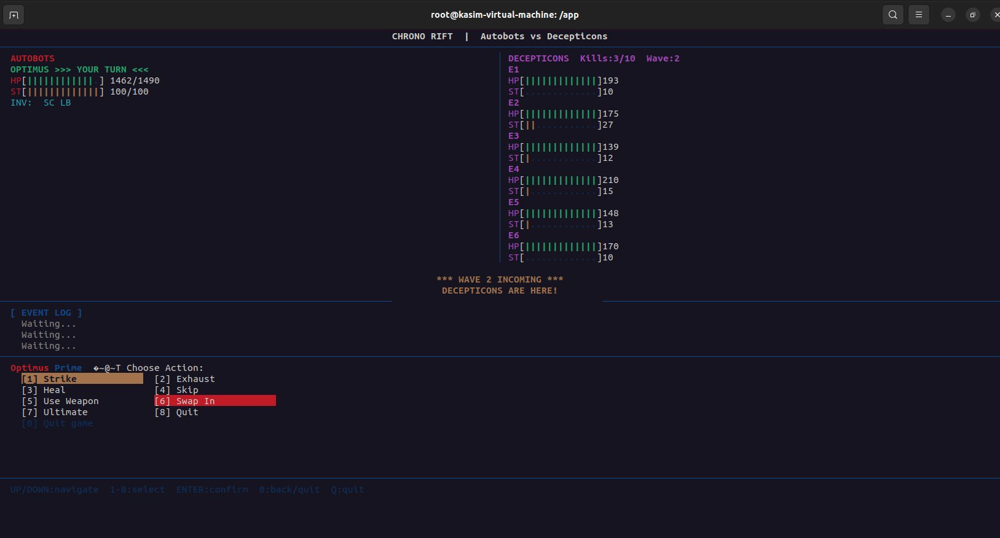 root@kasim-virtual-machine: /app
CHRONO RIFT | Autobots vs Decepticons
AUTOBOTS
OPTIMUS >>> YOUR TURN <<<
HP[||||||||||||.] 1462/1490
ST[|||||||||||||] 100/100
INV: SC LB
DECEPTICONS Kills:3/10 Wave:2
E1
HP[|||||||||||||]193
ST[.............]10
E2
HP[|||||||||||||]175
ST[||...........]27
E3
HP[|||||||||||||]139
ST[|............]12
E4
HP[|||||||||||||]210
ST[|............]15
E5
HP[|||||||||||||]148
ST[|............]13
E6
HP[|||||||||||||]170
ST[.............]10
*** WAVE 2 INCOMING ***
DECEPTICONS ARE HERE!
[ EVENT LOG ]
Waiting...
Waiting...
Waiting...
Optimus Prime �~@~T Choose Action:
[1] Strike [2] Exhaust
[3] Heal [4] Skip
[5] Use Weapon [6] Swap In
[7] Ultimate [8] Quit
[0] Quit game
UP/DOWN:navigate 1-8:select ENTER:confirm 0:back/quit Q:quit